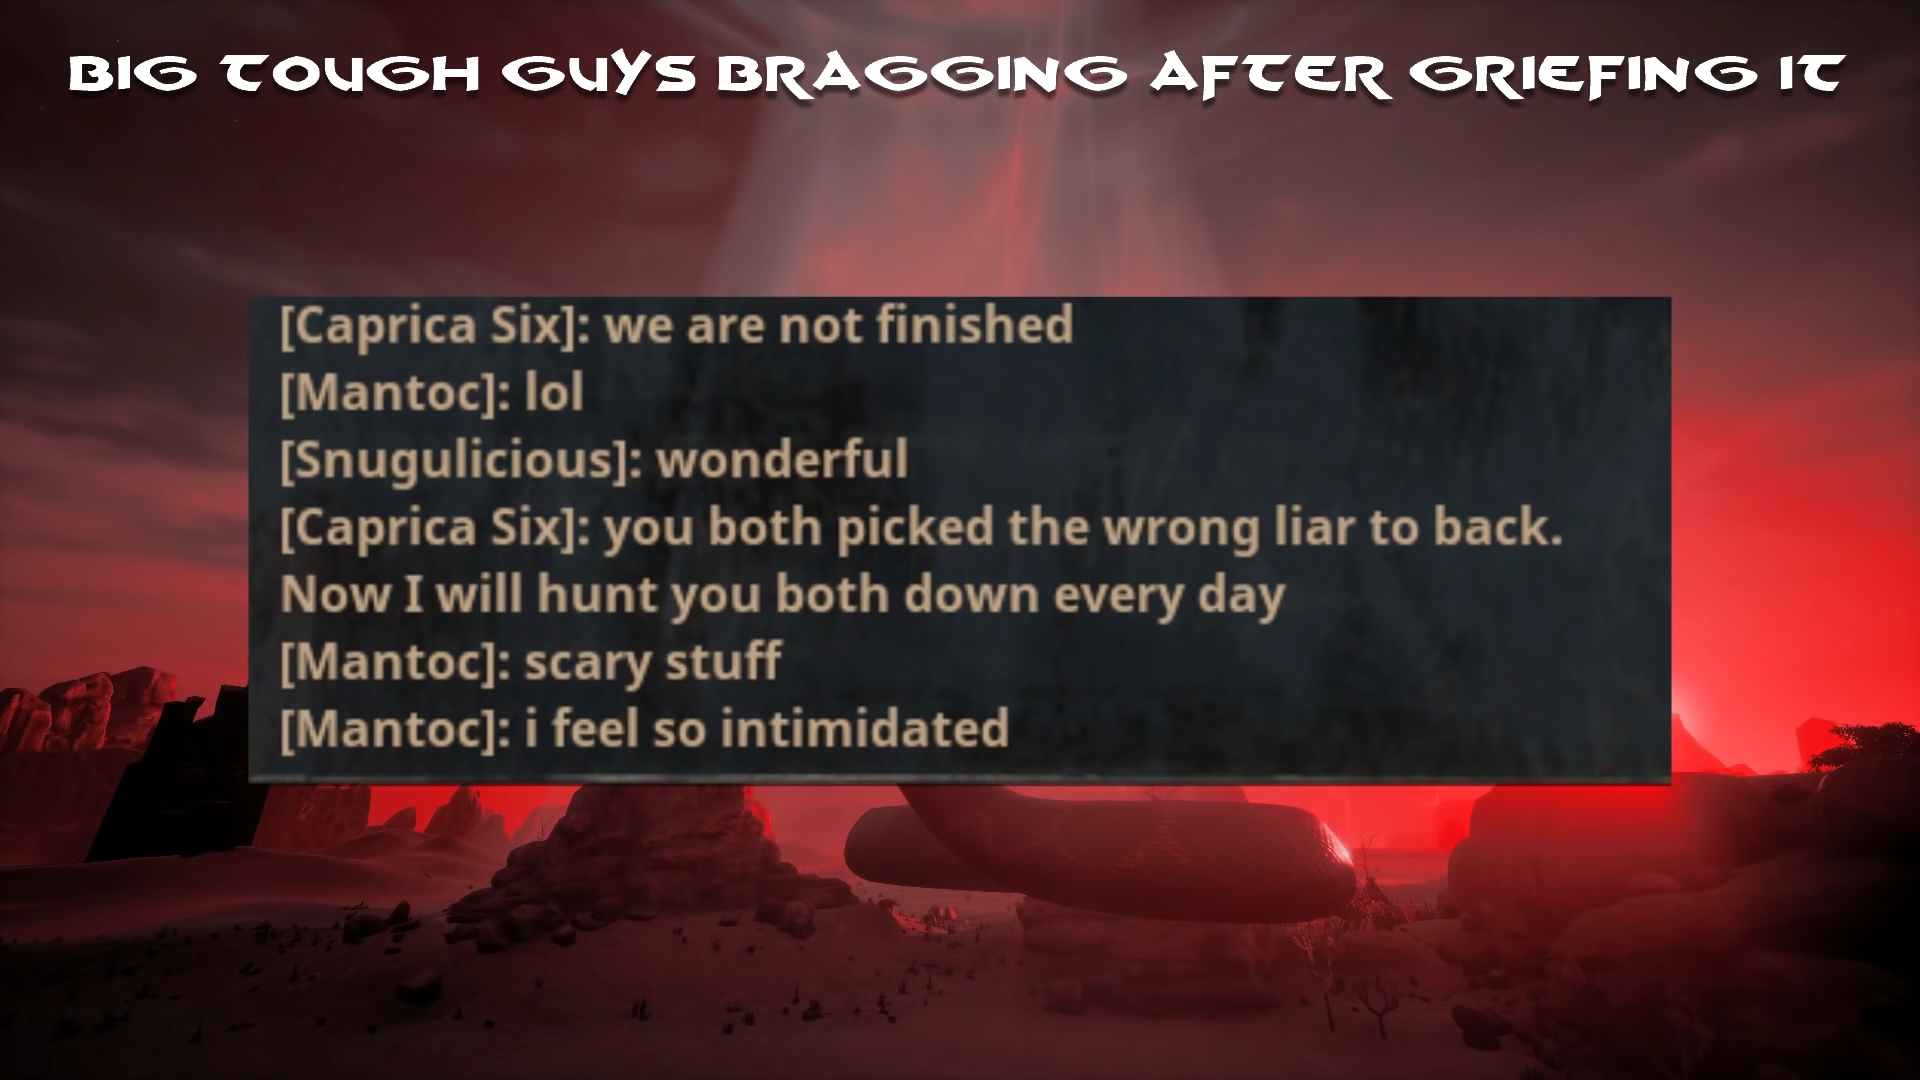 BIG TOUGH GUYS BRAGGING AFTER GRIEFING IT
[Caprica Six]: we are not finished
[Mantoc]: lol
[Snugulicious]: wonderful
[Caprica Six]: you both picked the wrong liar to back.
Now I will hunt you both down every day
[Mantoc]: scary stuff
[Mantoc]: i feel so intimidated